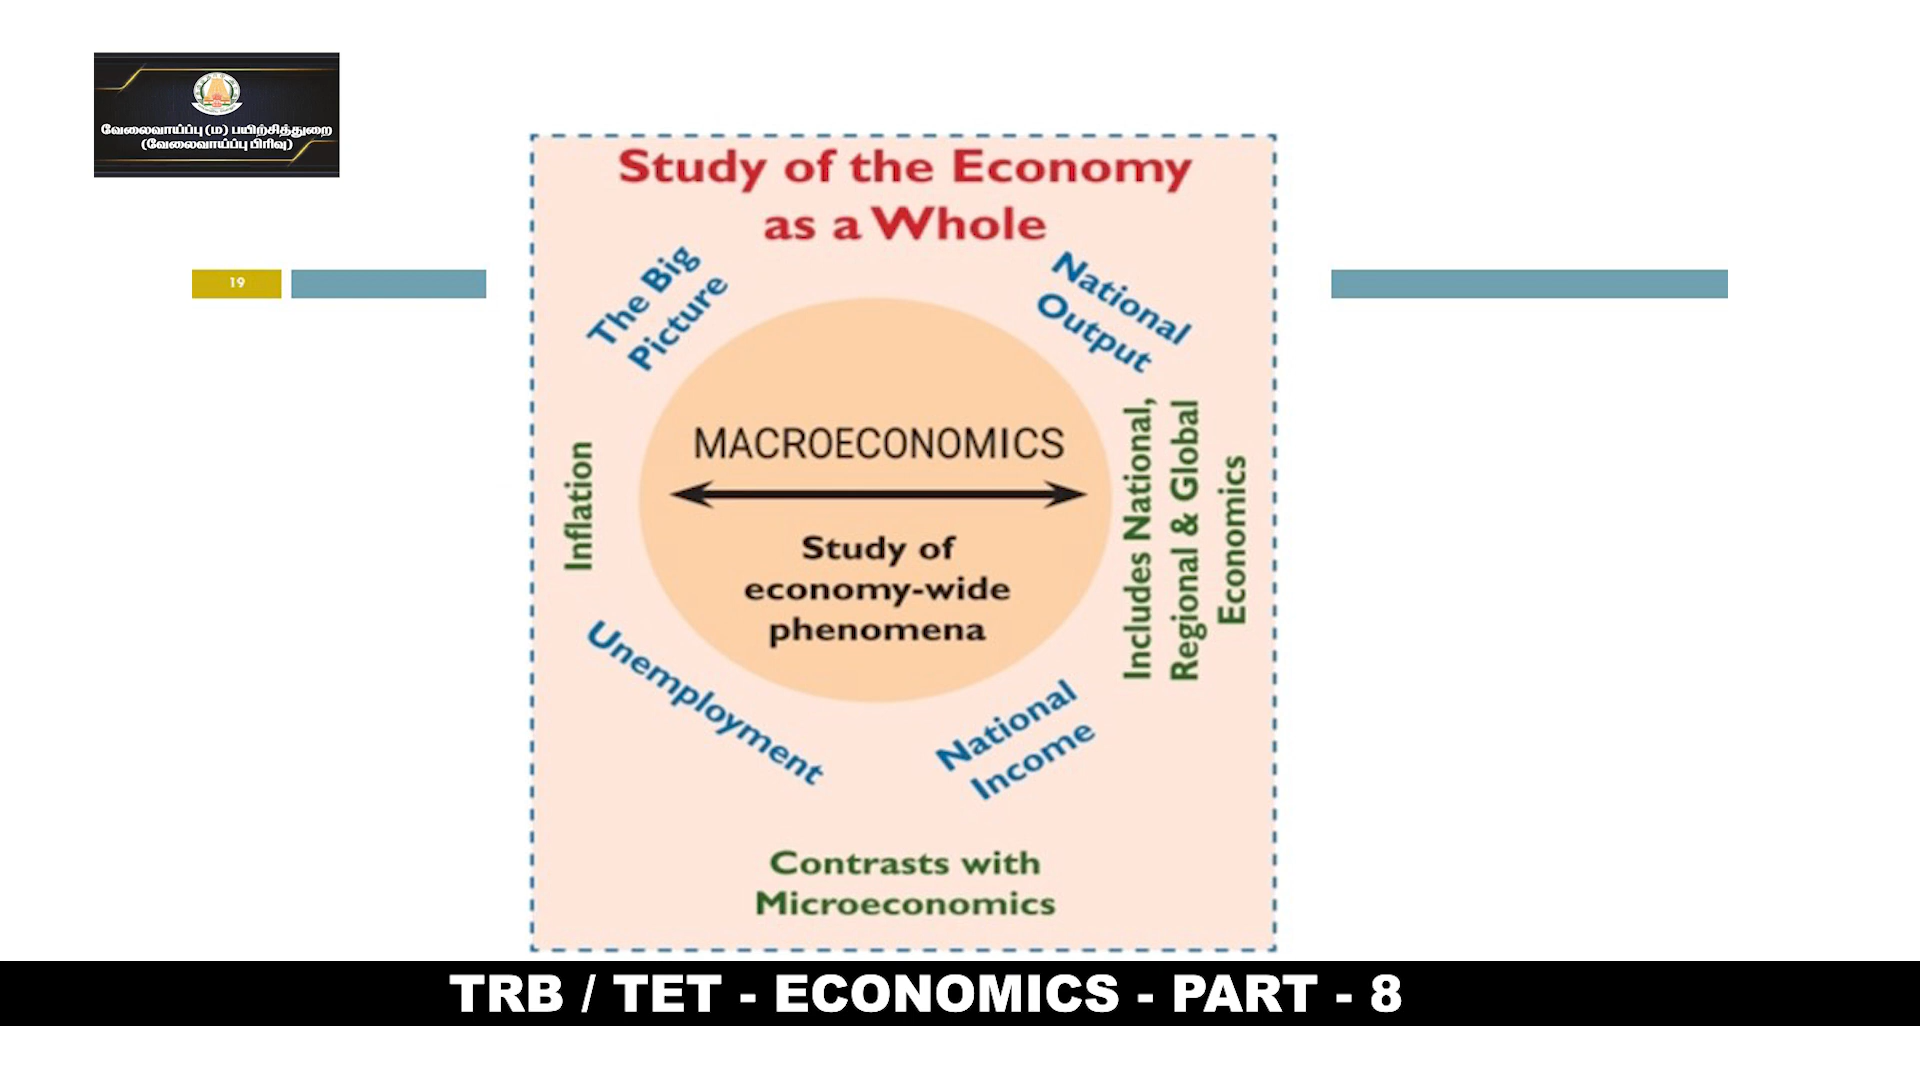 வேலைவாய்ப்பு (ம) பயிற்சித்துறை
(வேலைவாய்ப்பு பிரிவு)
19
Study of the Economy
as a Whole
The Big
Picture
National
Output
Inflation
MACROECONOMICS
Study of
economy-wide
phenomena
Includes National,
Regional & Global
Economics
Unemployment
National
Income
Contrasts with
Microeconomics
TRB / TET - ECONOMICS - PART - 8